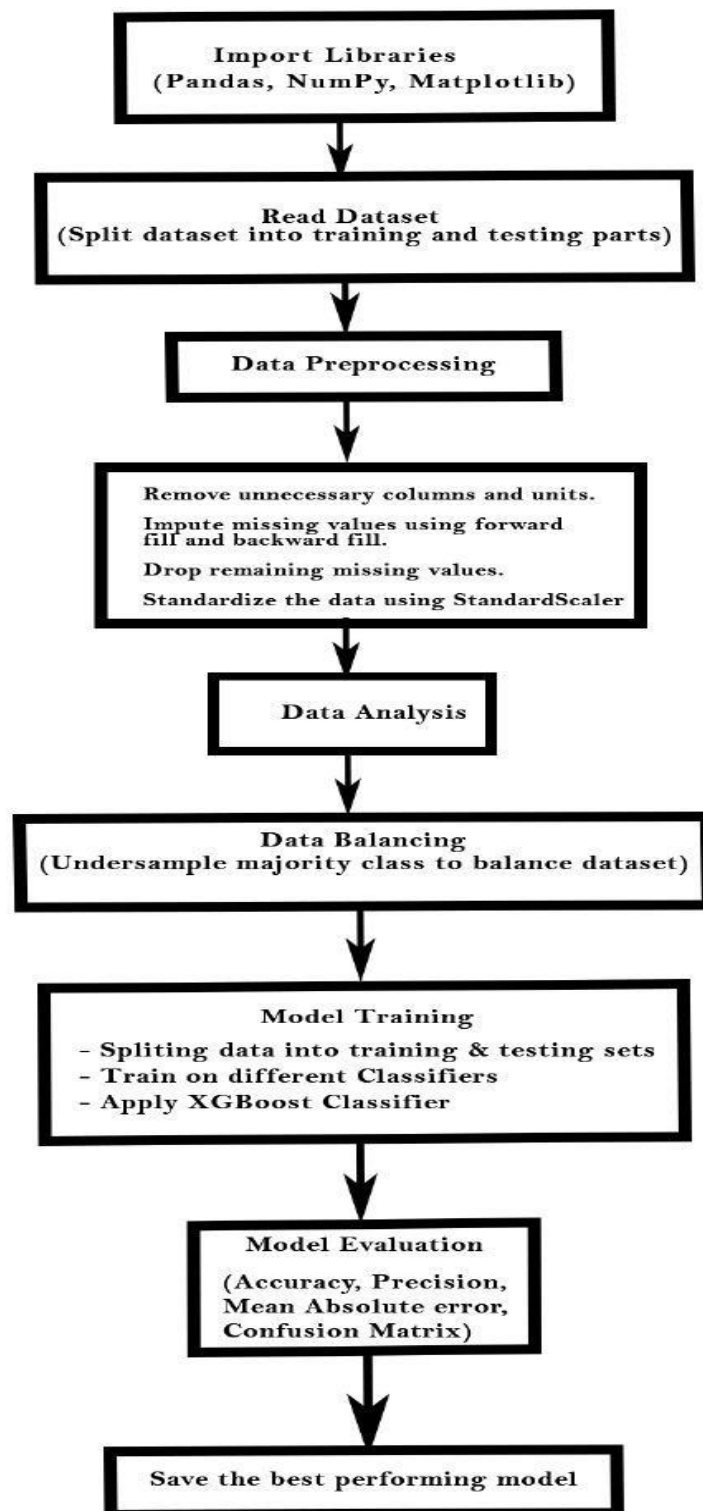 Import Libraries
(Pandas, NumPy, Matplotlib)
Read Dataset
(Split dataset into training and testing parts)
Data Preprocessing
Remove unnecessary columns and units.
Impute missing values using forward
fill and backward fill.
Drop remaining missing values.
Standardize the data using StandardScaler
Data Analysis
Data Balancing
(Undersample majority class to balance dataset)
Model Training
- Spliting data into training & testing sets
- Train on different Classifiers
- Apply XGBoost Classifier
Model Evaluation
(Accuracy, Precision,
Mean Absolute error,
Confusion Matrix)
Save the best performing model